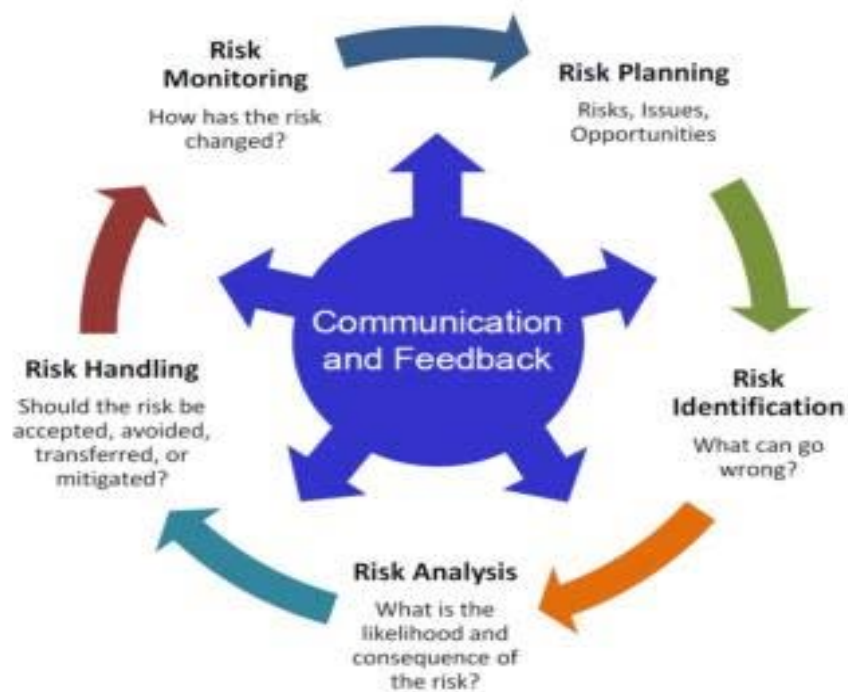 Risk
Monitoring
How has the risk
changed?
Risk Planning
Risks, Issues,
Opportunities
Communication
and Feedback
Risk Handling
Should the risk be
accepted, avoided,
transferred, or
mitigated?
Risk
Identification
What can go
wrong?
Risk Analysis
What is the
likelihood and
consequence of
the risk?